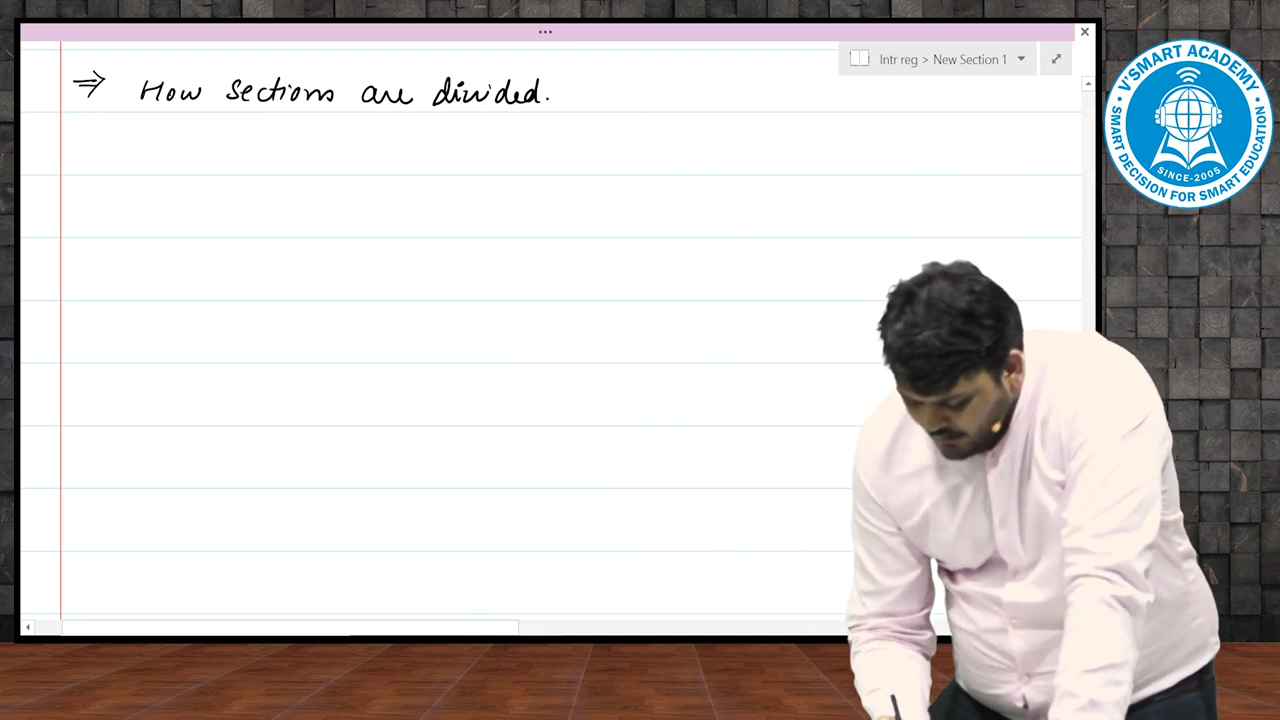 ...
Intr reg > New Section 1
⇒ How sections are divided.
V'SMART ACADEMY
SINCE-2005
• SMART DECISION FOR SMART EDUCATION •